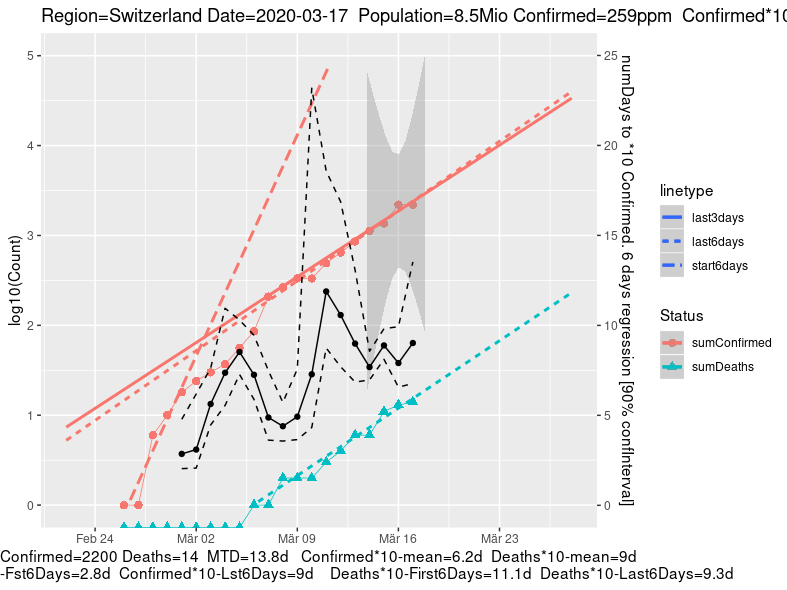 Region=Switzerland Date=2020-03-17 Population=8.5Mio Confirmed=259ppm Confirmed*10
log10(Count)
5
4
3
2
1
0
25
20
15
10
5
0
numDays to *10 Confirmed. 6 days regression [90% confInterval]
Feb 24
Mär 02
Mär 09
Mär 16
Mär 23
linetype
last3days
last6days
start6days
Status
sumConfirmed
sumDeaths
Confirmed=2200 Deaths=14 MTD=13.8d Confirmed*10-mean=6.2d Deaths*10-mean=9d
-Fst6Days=2.8d Confirmed*10-Lst6Days=9d Deaths*10-First6Days=11.1d Deaths*10-Last6Days=9.3d